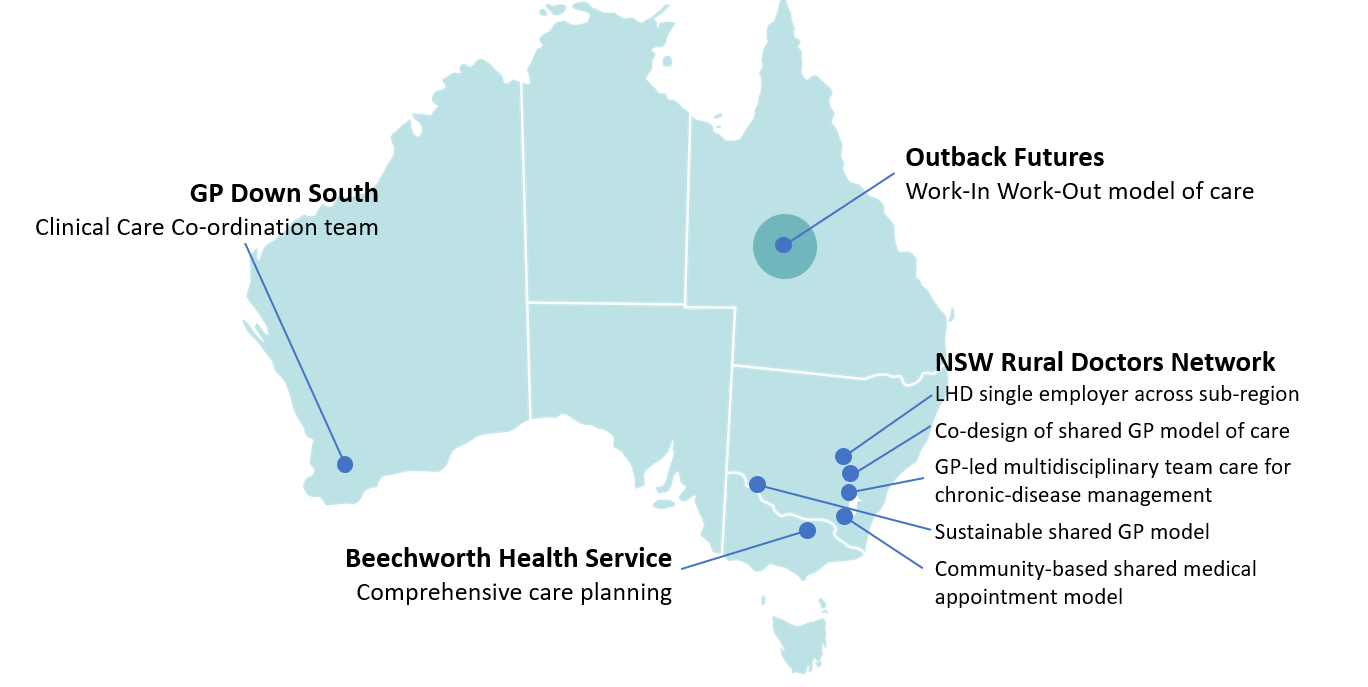 GP Down South
Clinical Care Co-ordination team
Outback Futures
Work-In Work-Out model of care
NSW Rural Doctors Network
LHD single employer across sub-region
Co-design of shared GP model of care
GP-led multidisciplinary team care for
chronic-disease management
Sustainable shared GP model
Community-based shared medical
appointment model
Beechworth Health Service
Comprehensive care planning